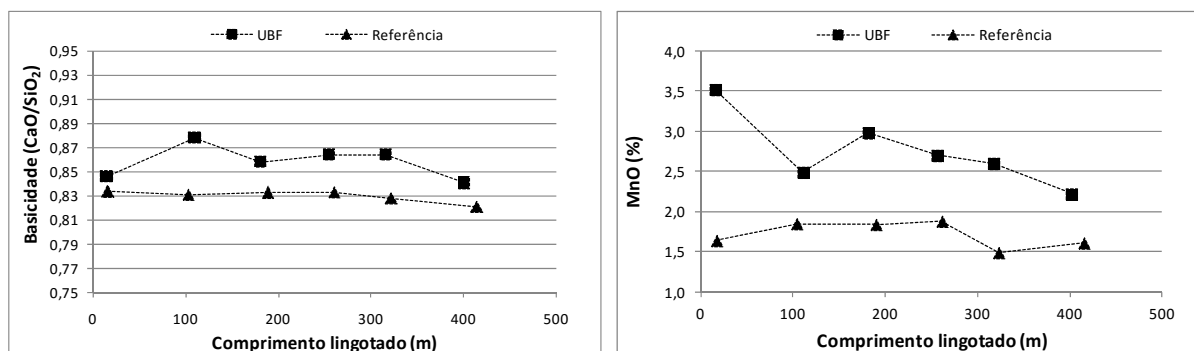 UBF Referência
0,95
0,93
0,91
0,89
0,87
0,85
0,83
0,81
0,79
0,77
0,75
Basicidade (CaO/SiO₂)
0 100 200 300 400 500
Comprimento lingotado (m)
UBF Referência
4,0
3,5
3,0
2,5
2,0
1,5
1,0
MnO (%)
0 100 200 300 400 500
Comprimento lingotado (m)